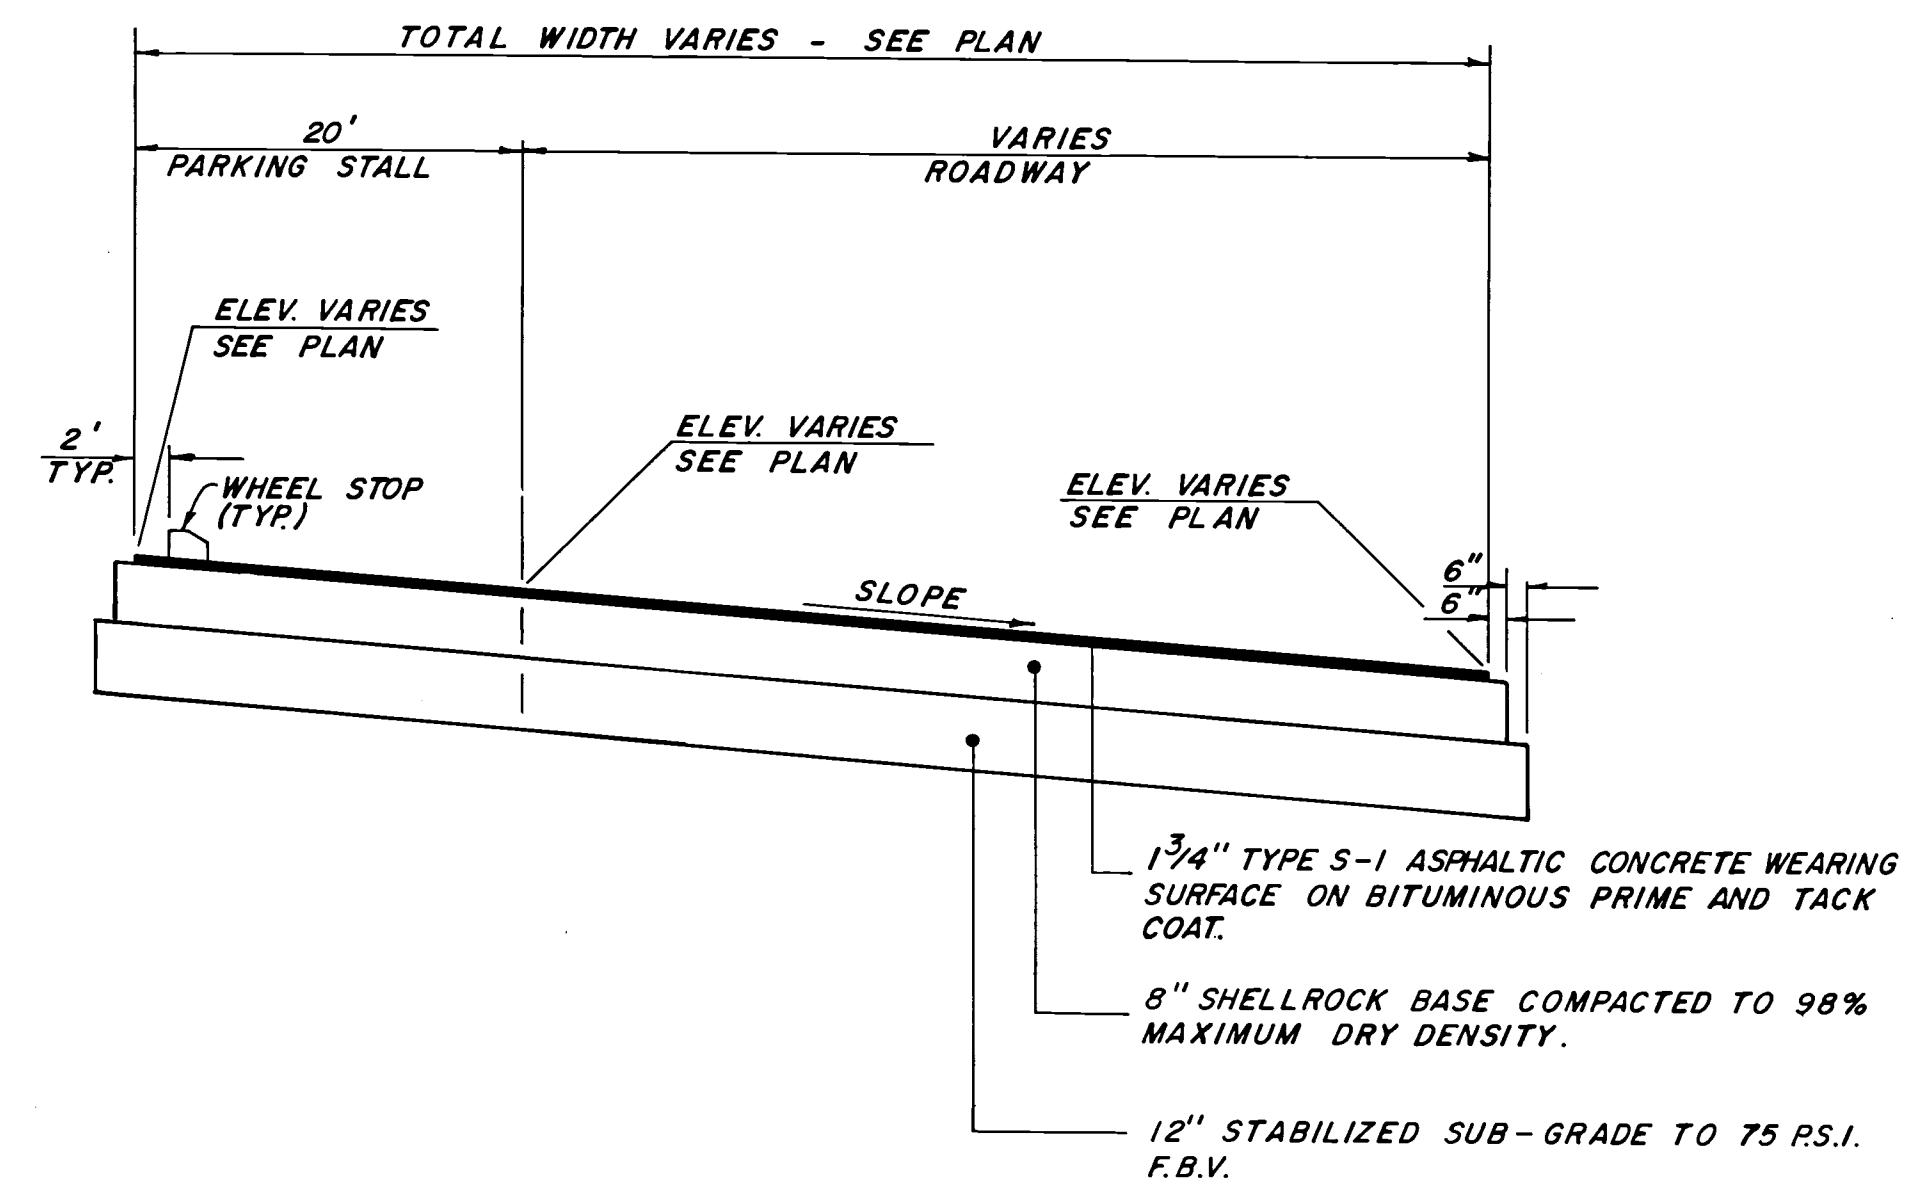 TOTAL WIDTH VARIES - SEE PLAN
20'
PARKING STALL
VARIES
ROADWAY
ELEV. VARIES
SEE PLAN
2'
TYP.
WHEEL STOP
(TYP.)
ELEV. VARIES
SEE PLAN
ELEV. VARIES
SEE PLAN
6"
6"
SLOPE
1 3/4" TYPE S-1 ASPHALTIC CONCRETE WEARING
SURFACE ON BITUMINOUS PRIME AND TACK
COAT.
8" SHELLROCK BASE COMPACTED TO 98%
MAXIMUM DRY DENSITY.
12" STABILIZED SUB-GRADE TO 75 P.S.I.
F.B.V.